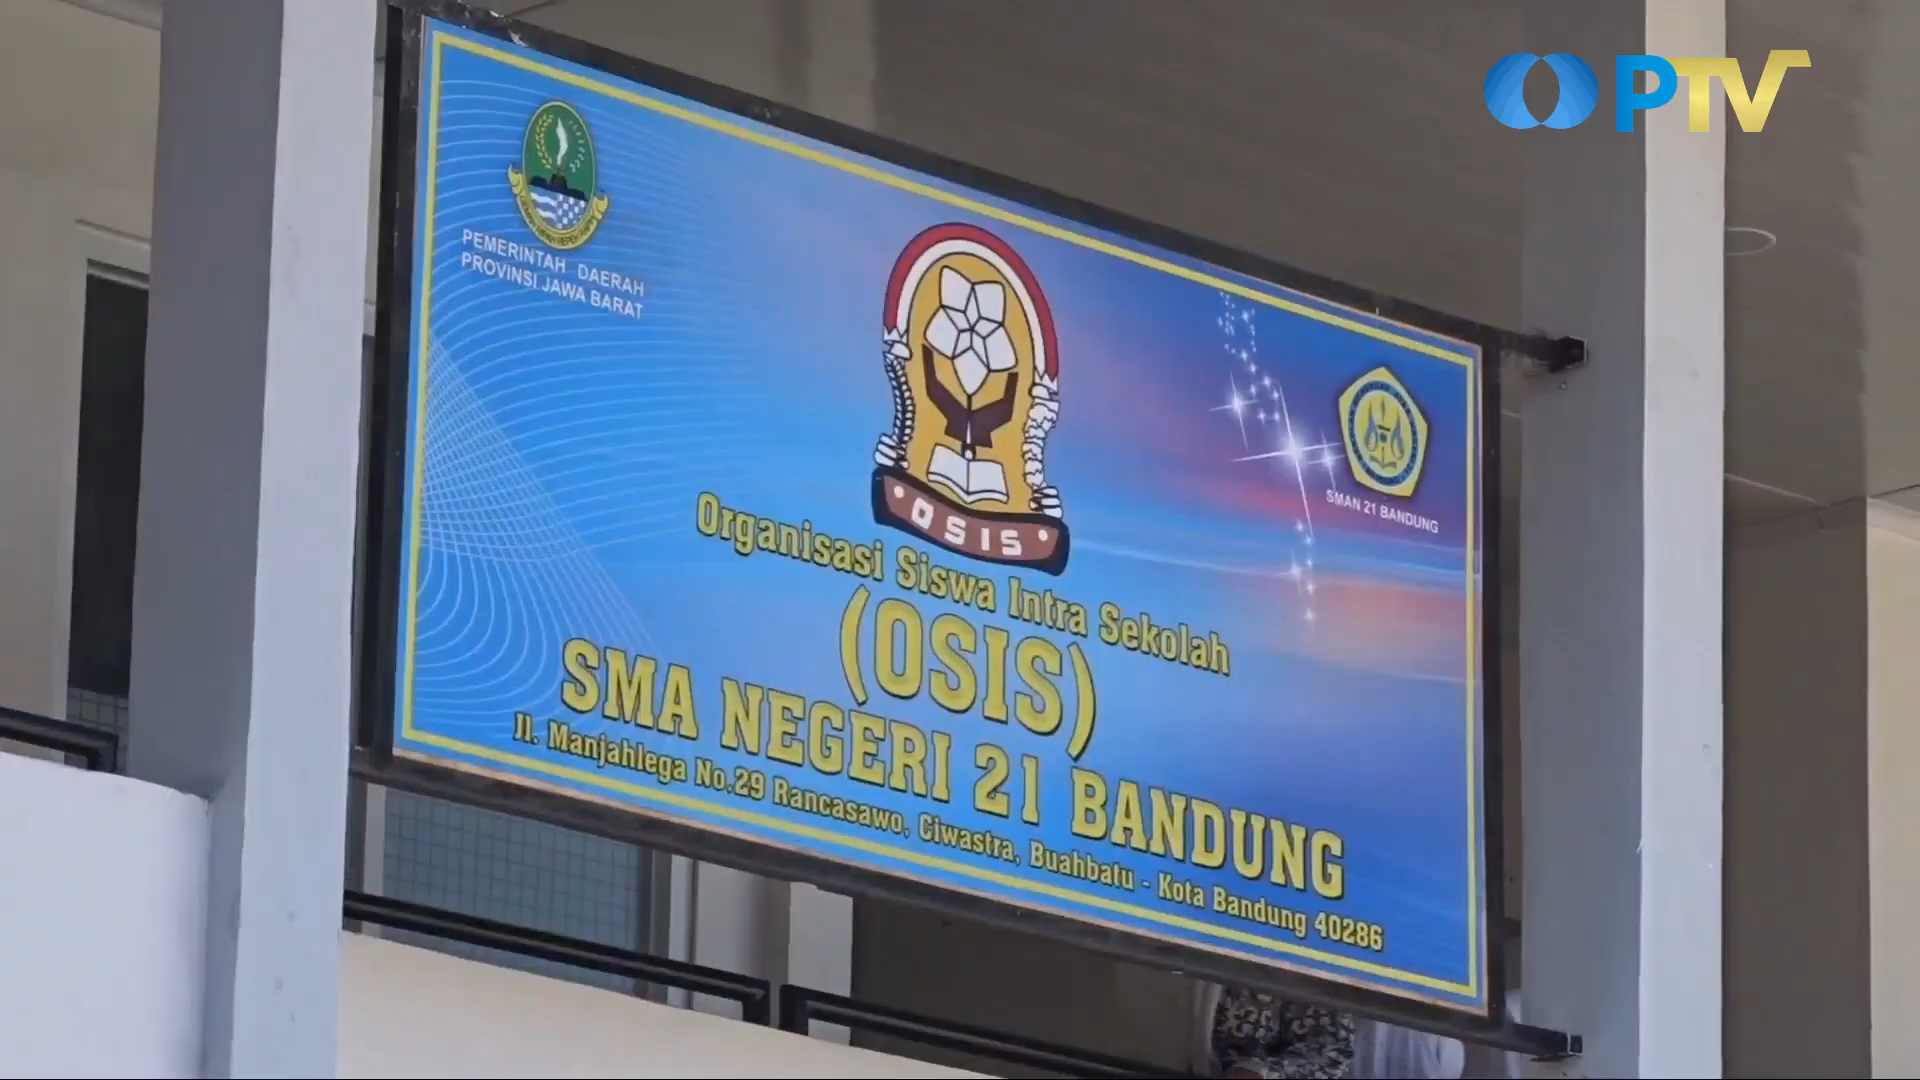 PTV
PEMERINTAH DAERAH
PROVINSI JAWA BARAT
OSIS
SMAN 21 BANDUNG
Organisasi Siswa Intra Sekolah
(OSIS)
SMA NEGERI 21 BANDUNG
Jl. Manjahlega No.29 Rancasawo, Ciwastra, Buahbatu - Kota Bandung 40286